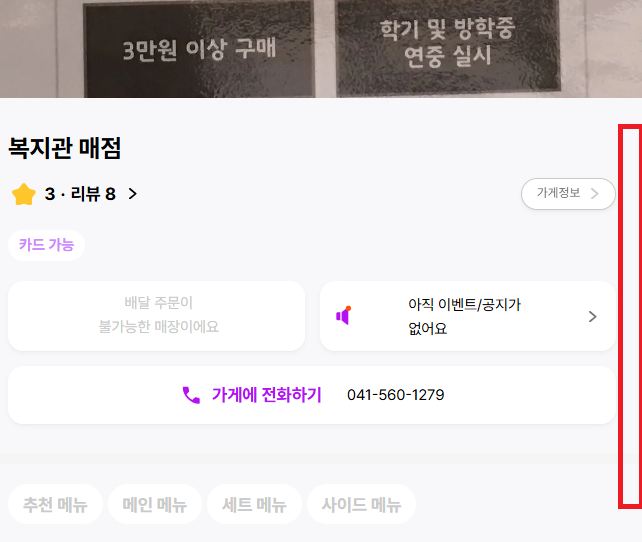 3만원 이상 구매
학기 및 방학중
연중 실시
복지관 매점
3 · 리뷰 8
가게정보
카드 가능
배달 주문이
불가능한 매장이에요
아직 이벤트/공지가
없어요
가게에 전화하기 041-560-1279
추천 메뉴 메인 메뉴 세트 메뉴 사이드 메뉴